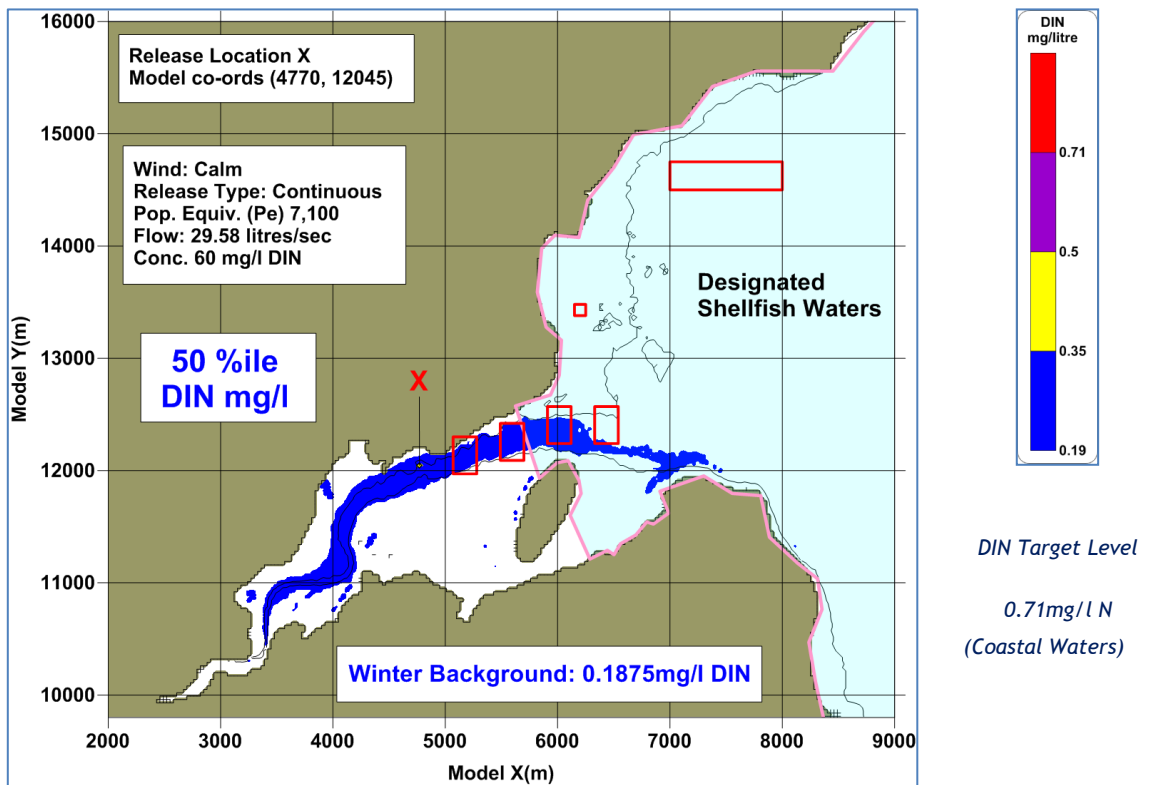 Release Location X
Model co-ords (4770, 12045)
Wind: Calm
Release Type: Continuous
Pop. Equiv. (Pe) 7,100
Flow: 29.58 litres/sec
Conc. 60 mg/l DIN
Designated
Shellfish Waters
50 %ile
DIN mg/l
X
Winter Background: 0.1875mg/l DIN
Model Y(m)
16000
15000
14000
13000
12000
11000
10000
2000 3000 4000 5000 6000 7000 8000 9000
Model X(m)
DIN
mg/litre
0.71
0.5
0.35
0.19
DIN Target Level
0.71mg/l N
(Coastal Waters)